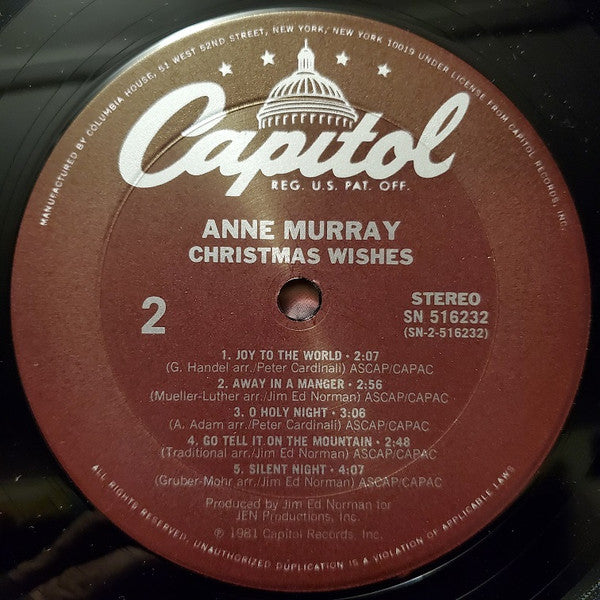 MANUFACTURED BY COLUMBIA HOUSE, 51 WEST 52ND STREET, NEW YORK, NEW YORK 10019 UNDER LICENSE FROM CAPITOL RECORDS, INC.
Capitol
REG. U.S. PAT. OFF.
ANNE MURRAY
CHRISTMAS WISHES
2
STEREO
SN 516232
(SN-2-516232)
1. JOY TO THE WORLD • 2:07
(G. Handel arr./Peter Cardinali) ASCAP/CAPAC
2. AWAY IN A MANGER • 2:56
(Mueller-Luther arr./Jim Ed Norman) ASCAP/CAPAC
3. O HOLY NIGHT • 3:06
(A. Adam arr./Peter Cardinali) ASCAP/CAPAC
4. GO TELL IT ON THE MOUNTAIN • 2:48
(Traditional arr./Jim Ed Norman) ASCAP/CAPAC
5. SILENT NIGHT • 4:07
(Gruber-Mohr arr./Jim Ed Norman) ASCAP/CAPAC
Produced by Jim Ed Norman for
JEN Productions, Inc.
℗ 1981 Capitol Records, Inc.
ALL RIGHTS RESERVED. UNAUTHORIZED DUPLICATION IS A VIOLATION OF APPLICABLE LAWS